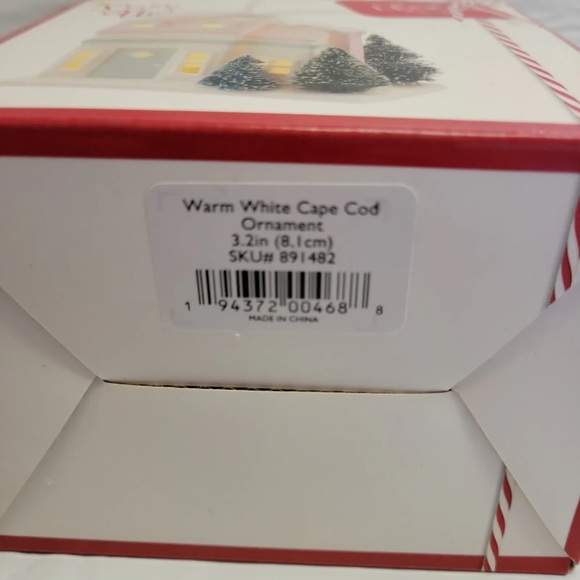 Warm White Cape Cod
Ornament
3.2in (8.1cm)
SKU# 891482
1 94372 00468 8
MADE IN CHINA